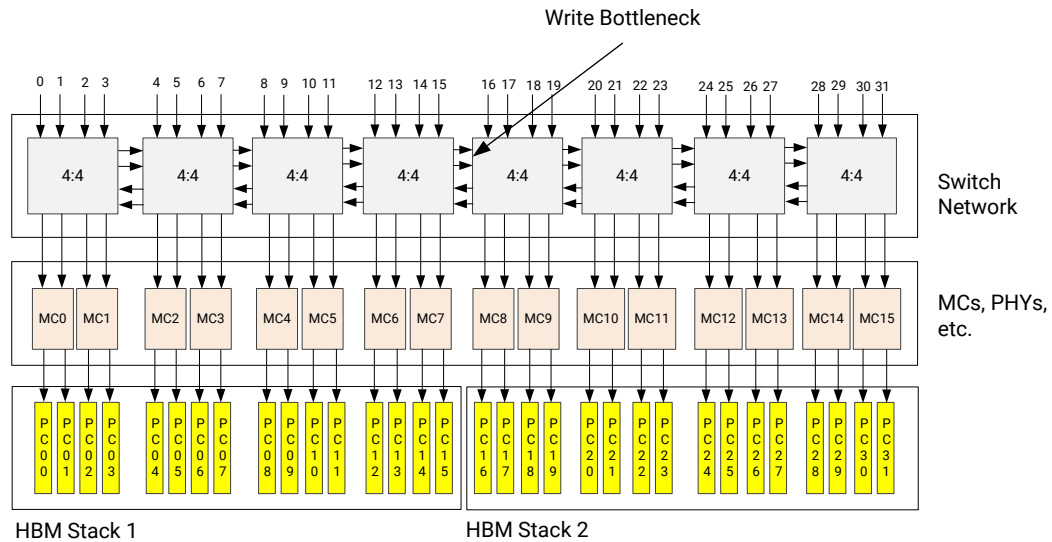 Write Bottleneck
0 1 2 3 4 5 6 7 8 9 10 11 12 13 14 15 16 17 18 19 20 21 22 23 24 25 26 27 28 29 30 31
4:4 4:4 4:4 4:4 4:4 4:4 4:4 4:4
Switch
Network
MC0 MC1 MC2 MC3 MC4 MC5 MC6 MC7 MC8 MC9 MC10 MC11 MC12 MC13 MC14 MC15
MCs, PHYs,
etc.
PC00 PC01 PC02 PC03 PC04 PC05 PC06 PC07 PC08 PC09 PC10 PC11 PC12 PC13 PC14 PC15 PC16 PC17 PC18 PC19 PC20 PC21 PC22 PC23 PC24 PC25 PC26 PC27 PC28 PC29 PC30 PC31
HBM Stack 1 HBM Stack 2